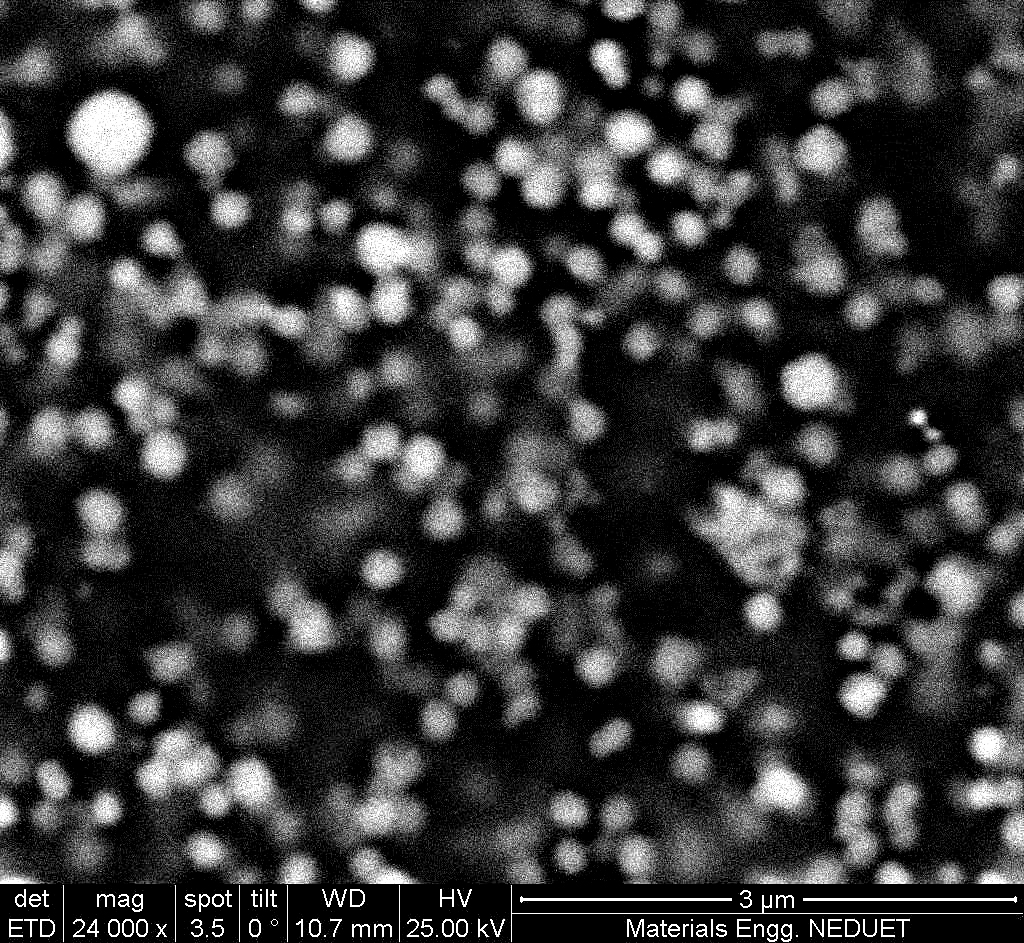 det mag spot tilt WD HV 3 µm
ETD 24 000 x 3.5 0 ° 10.7 mm 25.00 kV Materials Engg. NEDUET